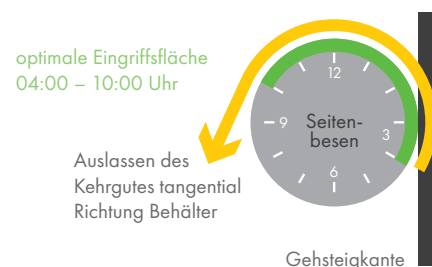 optimale Eingriffsfläche
04:00 – 10:00 Uhr
12
9
Seiten-
besen
3
6
Auslassen des
Kehrgutes tangential
Richtung Behälter
Gehsteigkante